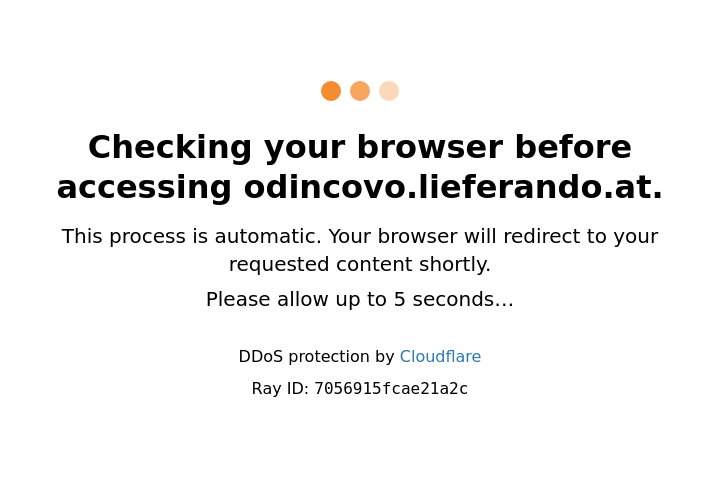 Checking your browser before
accessing odincovo.lieferando.at.
This process is automatic. Your browser will redirect to your
requested content shortly.
Please allow up to 5 seconds…
DDoS protection by Cloudflare
Ray ID: 7056915fcae21a2c